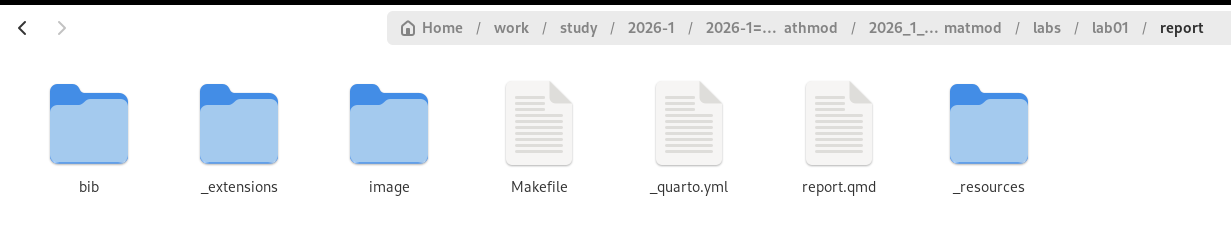 Home / work / study / 2026-1 / 2026-1=... athmod / 2026_1_... matmod / labs / lab01 / report
bib _extensions image Makefile _quarto.yml report.qmd _resources